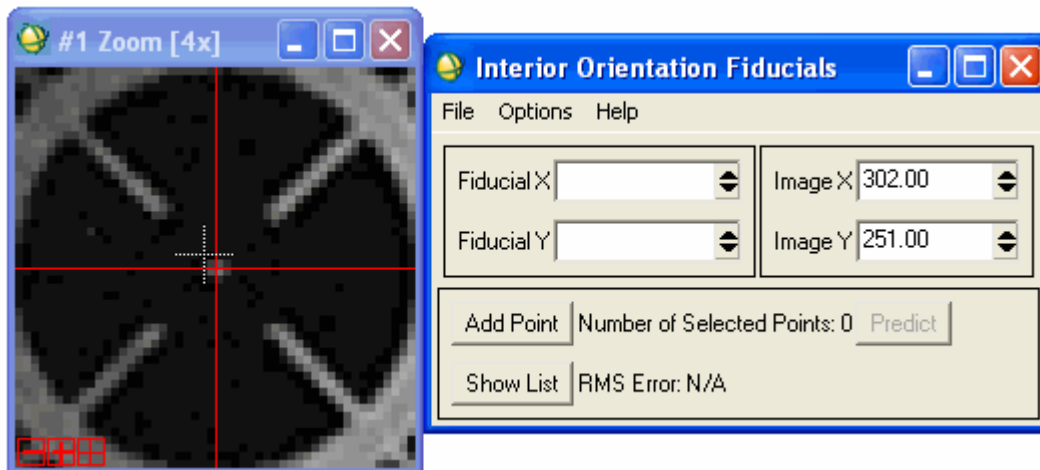 #1 Zoom [4x]
Interior Orientation Fiducials
File Options Help
Fiducial X
Image X 302.00
Fiducial Y
Image Y 251.00
Add Point Number of Selected Points: 0 Predict
Show List RMS Error: N/A